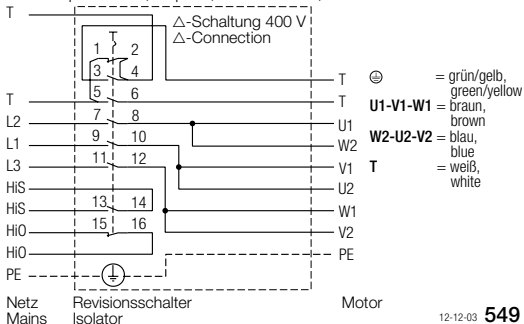 T
△-Schaltung 400 V
△-Connection
T
1 2
3 4
T
T 5 6 T
L2 7 8 U1
W2
L1 9 10 V1
U2
L3 11 12 W1
HiS
HiS 13 14 V2
HiO 15 16
HiO
PE PE
= grün/gelb,
green/yellow
U1-V1-W1 = braun,
brown
W2-U2-V2 = blau,
blue
T = weiß,
white
Netz Revisionsschalter Motor
Mains Isolator
12-12-03 549